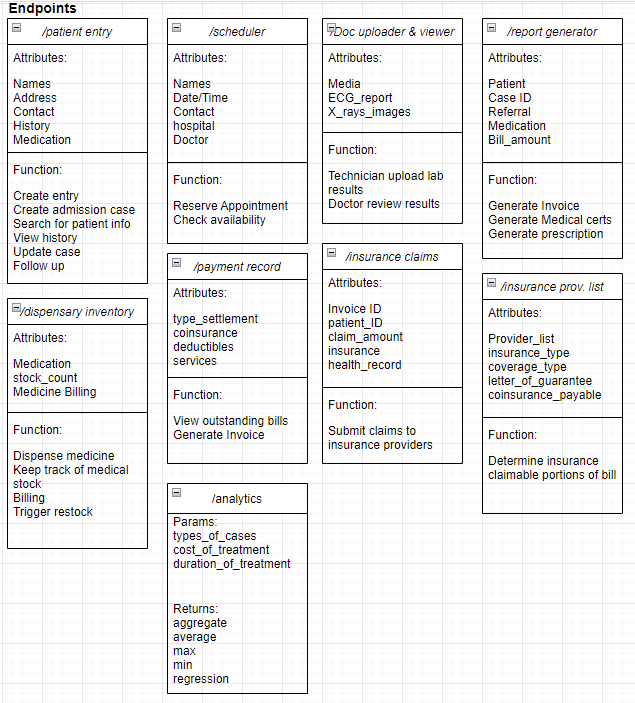 Endpoints
/patient entry
Attributes:
Names
Address
Contact
History
Medication
Function:
Create entry
Create admission case
Search for patient info
View history
Update case
Follow up
/scheduler
Attributes:
Names
Date/Time
Contact
hospital
Doctor
Function:
Reserve Appointment
Check availability
/Doc uploader & viewer
Attributes:
Media
ECG_report
X_rays_images
Function:
Technician upload lab
results
Doctor review results
/report generator
Attributes:
Patient
Case ID
Referral
Medication
Bill_amount
Function:
Generate Invoice
Generate Medical certs
Generate prescription
/dispensary inventory
Attributes:
Medication
stock_count
Medicine Billing
Function:
Dispense medicine
Keep track of medical
stock
Billing
Trigger restock
/payment record
Attributes:
type_settlement
coinsurance
deductibles
services
Function:
View outstanding bills
Generate Invoice
/insurance claims
Attributes:
Invoice ID
patient_ID
claim_amount
insurance
health_record
Function:
Submit claims to
insurance providers
/insurance prov. list
Attributes:
Provider_list
insurance_type
coverage_type
letter_of_guarantee
coinsurance_payable
Function:
Determine insurance
claimable portions of bill
/analytics
Params:
types_of_cases
cost_of_treatment
duration_of_treatment
Returns:
aggregate
average
max
min
regression